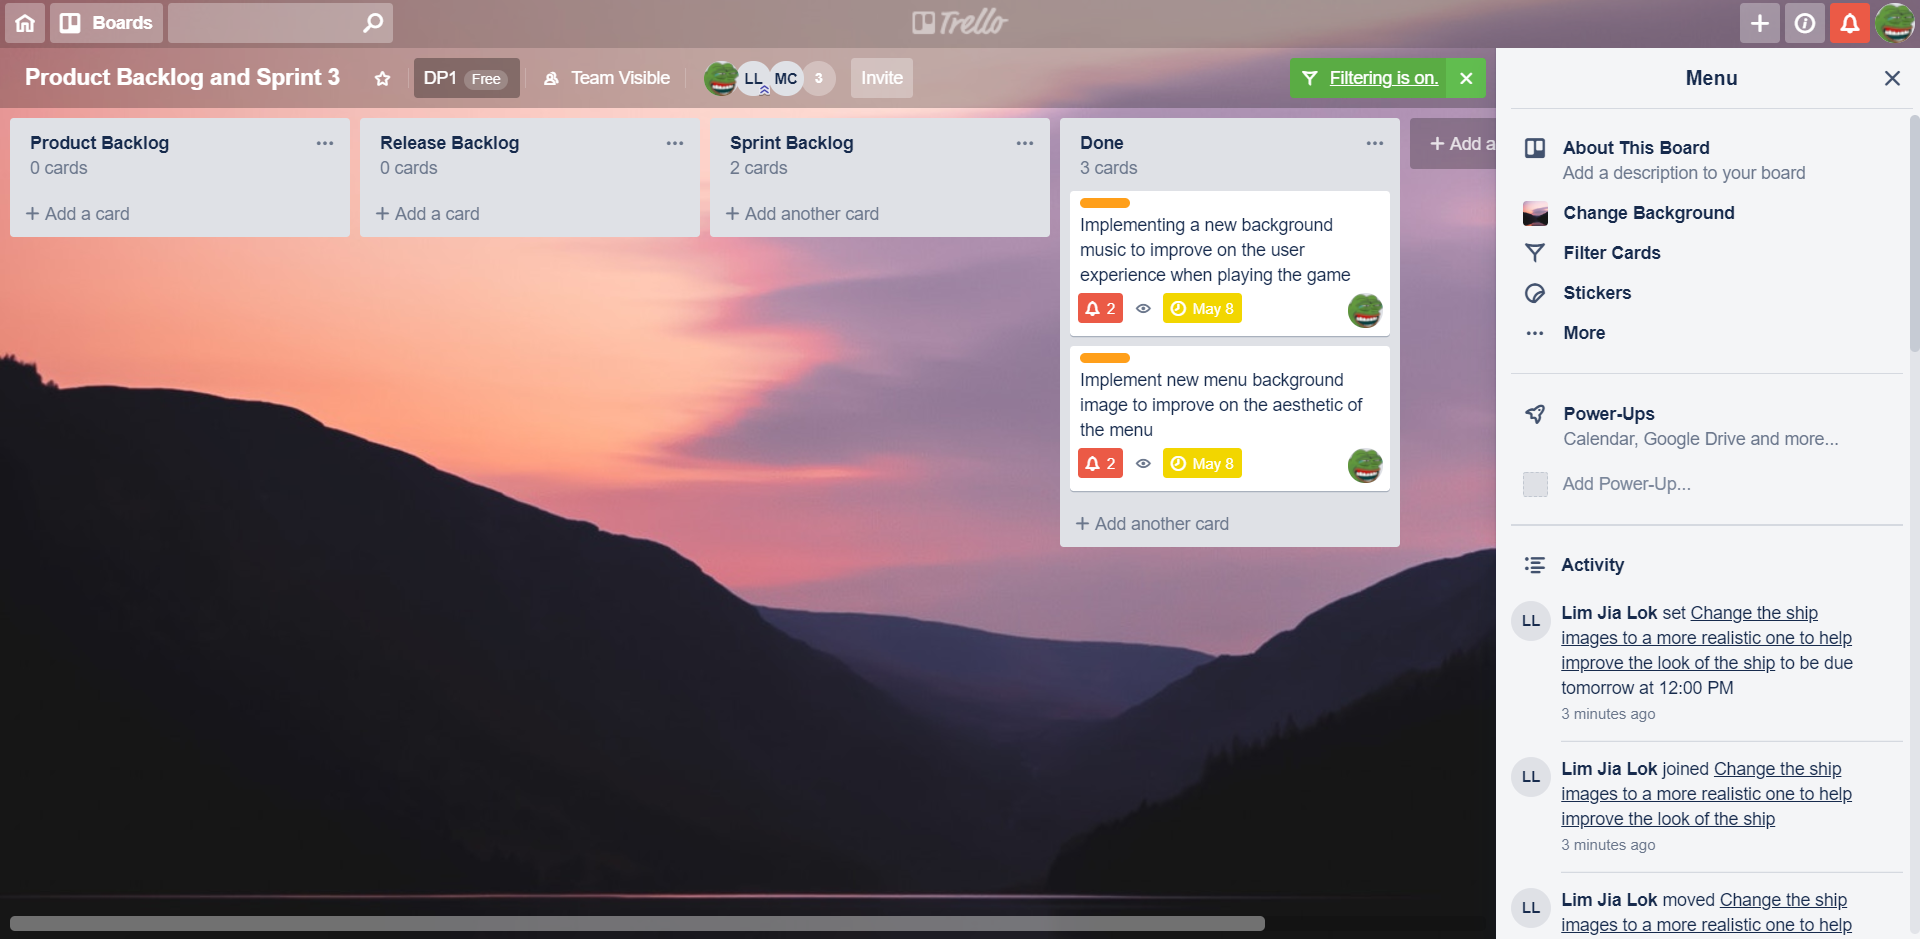 Boards
Trello
Product Backlog and Sprint 3
DP1 Free
Team Visible
LL
MC
3
Invite
Filtering is on.
Product Backlog
0 cards
+ Add a card
Release Backlog
0 cards
+ Add a card
Sprint Backlog
2 cards
+ Add another card
Done
3 cards
Implementing a new background
music to improve on the user
experience when playing the game
2
May 8
Implement new menu background
image to improve on the aesthetic of
the menu
2
May 8
+ Add another card
+ Add a
Menu
About This Board
Add a description to your board
Change Background
Filter Cards
Stickers
More
Power-Ups
Calendar, Google Drive and more...
Add Power-Up...
Activity
LL
Lim Jia Lok set Change the ship
images to a more realistic one to help
improve the look of the ship to be due
tomorrow at 12:00 PM
3 minutes ago
LL
Lim Jia Lok joined Change the ship
images to a more realistic one to help
improve the look of the ship
3 minutes ago
LL
Lim Jia Lok moved Change the ship
images to a more realistic one to help